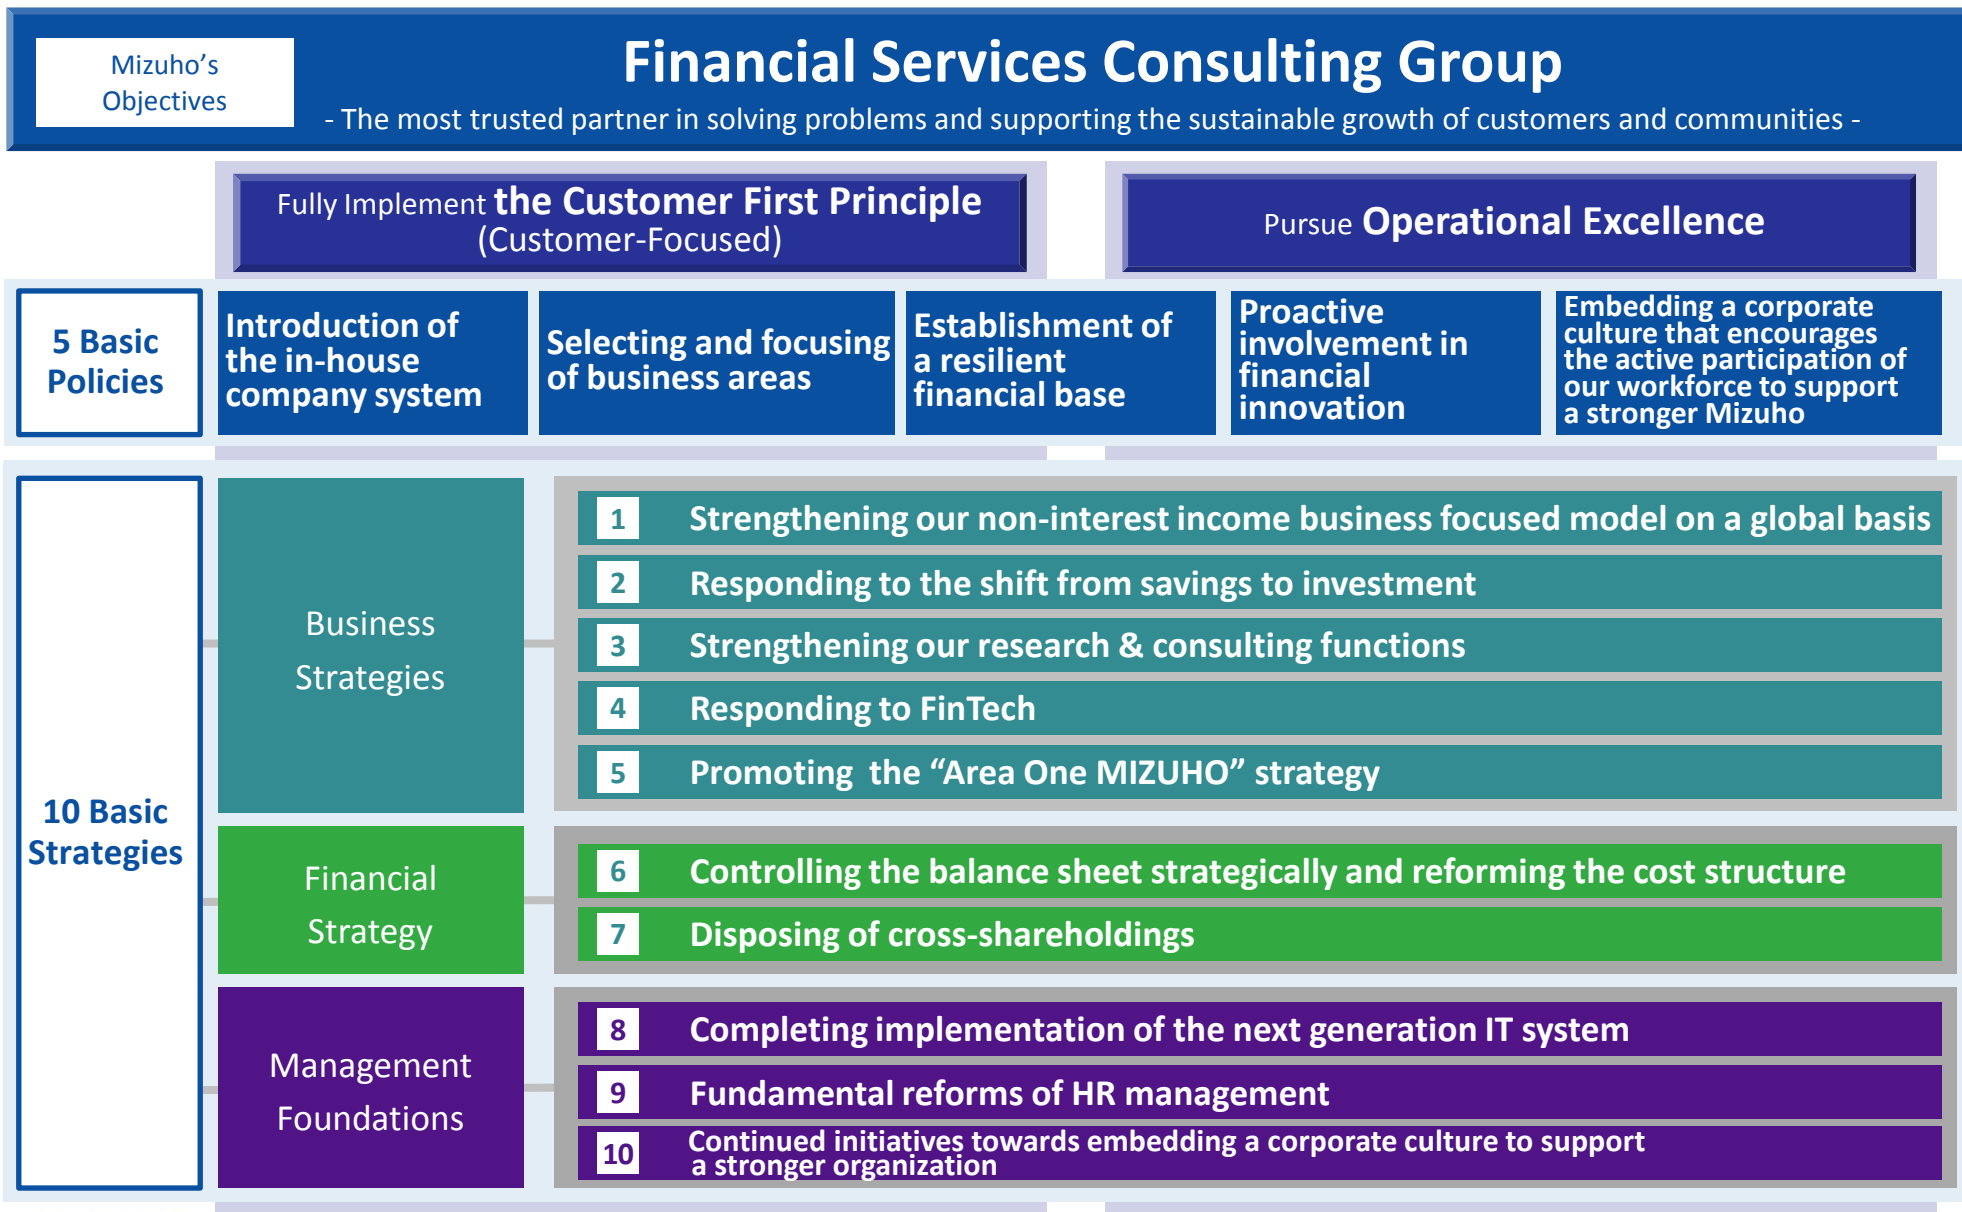 Mizuho’s
Objectives
Financial Services Consulting Group
- The most trusted partner in solving problems and supporting the sustainable growth of customers and communities -
Fully Implement the Customer First Principle
(Customer-Focused)
Pursue Operational Excellence
5 Basic
Policies
Introduction of
the in-house
company system
Selecting and focusing
of business areas
Establishment of
a resilient
financial base
Proactive
involvement in
financial
innovation
Embedding a corporate
culture that encourages
the active participation of
our workforce to support
a stronger Mizuho
10 Basic
Strategies
Business
Strategies
1 Strengthening our non-interest income business focused model on a global basis
2 Responding to the shift from savings to investment
3 Strengthening our research & consulting functions
4 Responding to FinTech
5 Promoting the “Area One MIZUHO” strategy
Financial
Strategy
6 Controlling the balance sheet strategically and reforming the cost structure
7 Disposing of cross-shareholdings
Management
Foundations
8 Completing implementation of the next generation IT system
9 Fundamental reforms of HR management
10 Continued initiatives towards embedding a corporate culture to support
a stronger organization